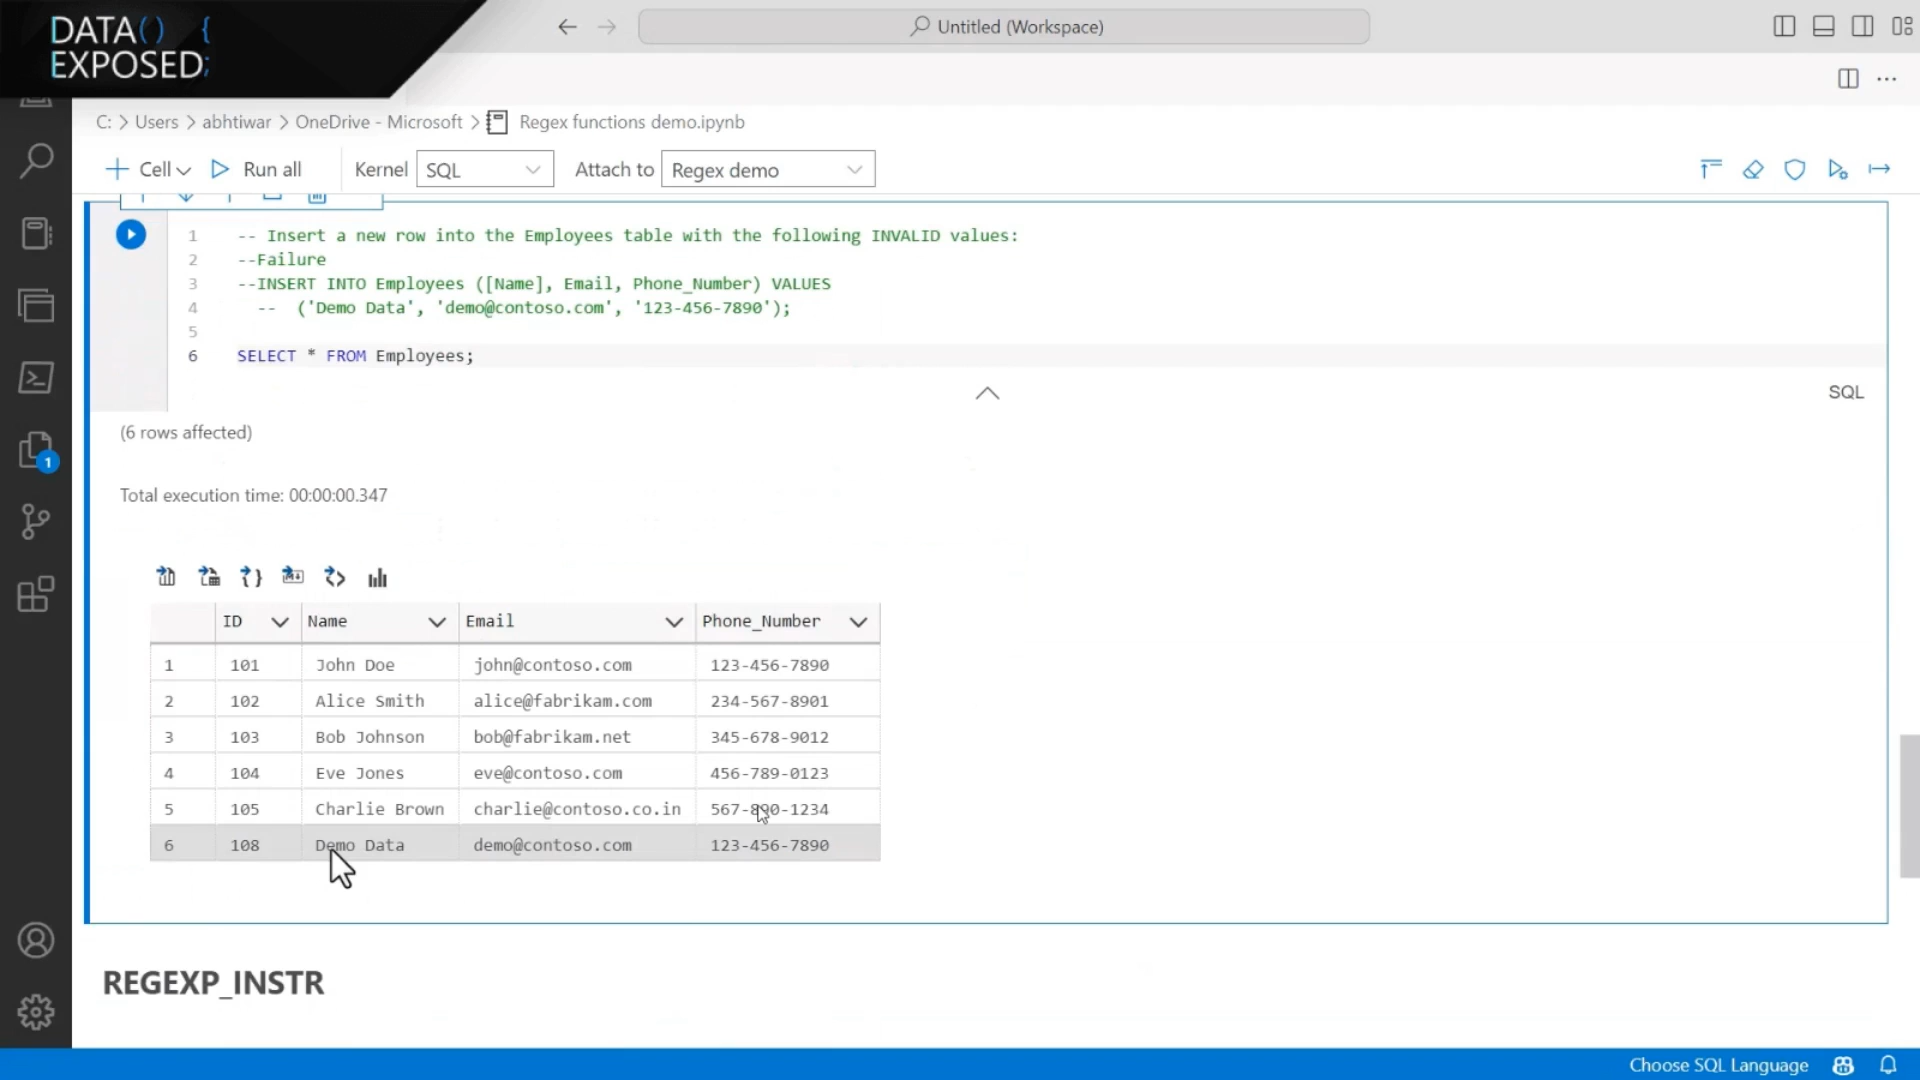 DATA() {
EXPOSED;
Untitled (Workspace)
C: > Users > abhtiwar > OneDrive - Microsoft > Regex functions demo.ipynb
Cell
Run all
Kernel
SQL
Attach to
Regex demo
1 -- Insert a new row into the Employees table with the following INVALID values:
2 --Failure
3 --INSERT INTO Employees ([Name], Email, Phone_Number) VALUES
4 -- ('Demo Data', 'demo@contoso.com', '123-456-7890');
5
6 SELECT * FROM Employees;
SQL
(6 rows affected)
1
Total execution time: 00:00:00.347
ID Name Email Phone_Number
1 101 John Doe john@contoso.com 123-456-7890
2 102 Alice Smith alice@fabrikam.com 234-567-8901
3 103 Bob Johnson bob@fabrikam.net 345-678-9012
4 104 Eve Jones eve@contoso.com 456-789-0123
5 105 Charlie Brown charlie@contoso.co.in 567-890-1234
6 108 Demo Data demo@contoso.com 123-456-7890
REGEXP_INSTR
Choose SQL Language